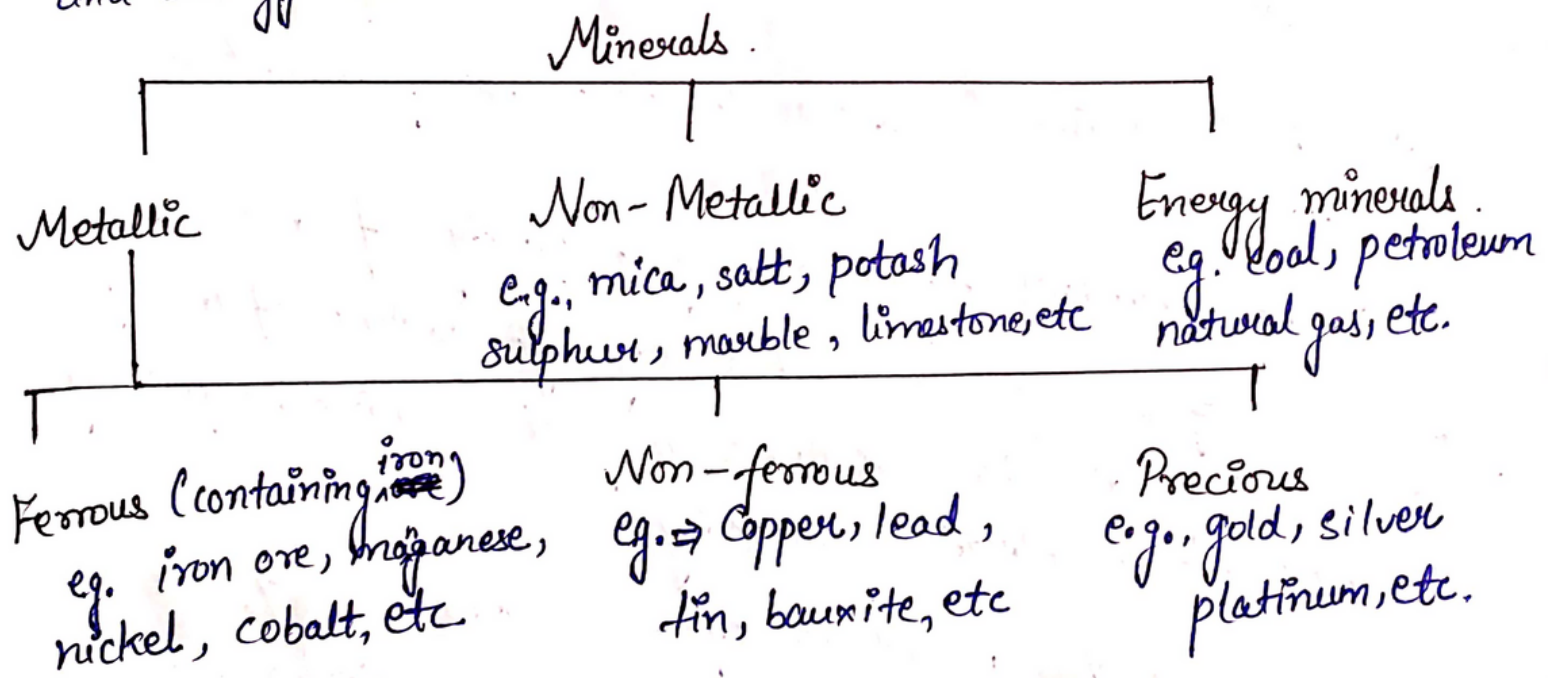 and
Minerals.
Metallic
Non-Metallic
e.g., mica, salt, potash
sulphur, marble, limestone, etc
Energy minerals.
eg. coal, petroleum
natural gas, etc.
Ferrous (containing iron)
eg. iron ore, manganese,
nickel, cobalt, etc
Non-ferrous
eg. ⇒ Copper, lead,
tin, bauxite, etc
Precious
e.g., gold, silver
platinum, etc.